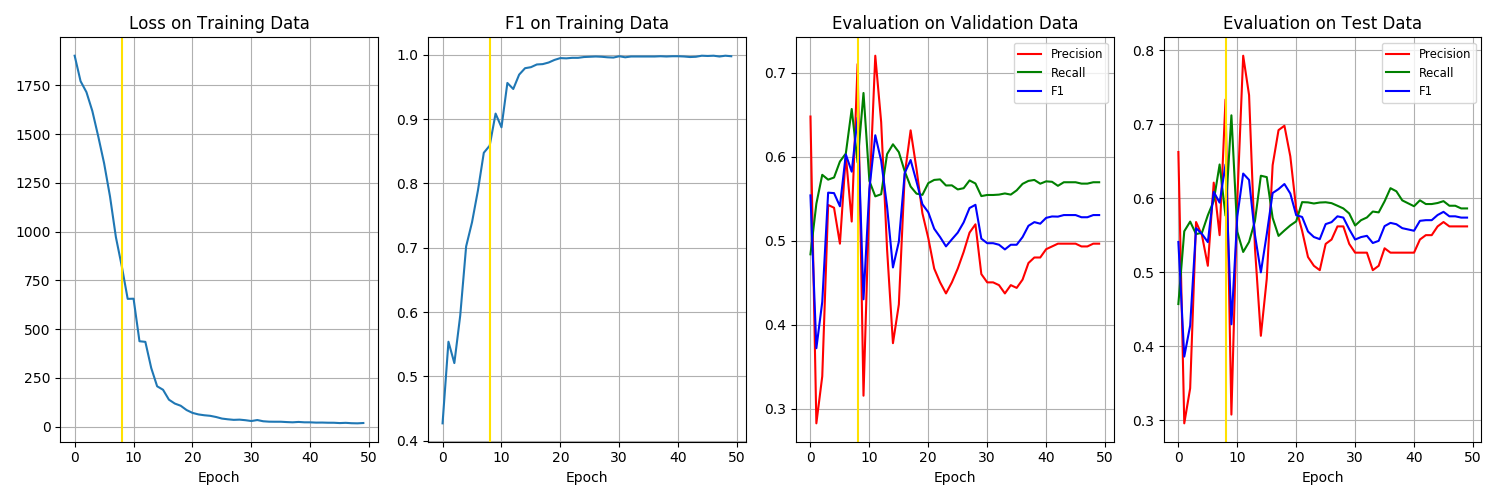 Loss on Training Data
1750
1500
1250
1000
750
500
250
0
0 10 20 30 40 50
Epoch
F1 on Training Data
1.0
0.9
0.8
0.7
0.6
0.5
0.4
0 10 20 30 40 50
Epoch
Evaluation on Validation Data
Precision
Recall
F1
0.7
0.6
0.5
0.4
0.3
0 10 20 30 40 50
Epoch
Evaluation on Test Data
Precision
Recall
F1
0.8
0.7
0.6
0.5
0.4
0.3
0 10 20 30 40 50
Epoch